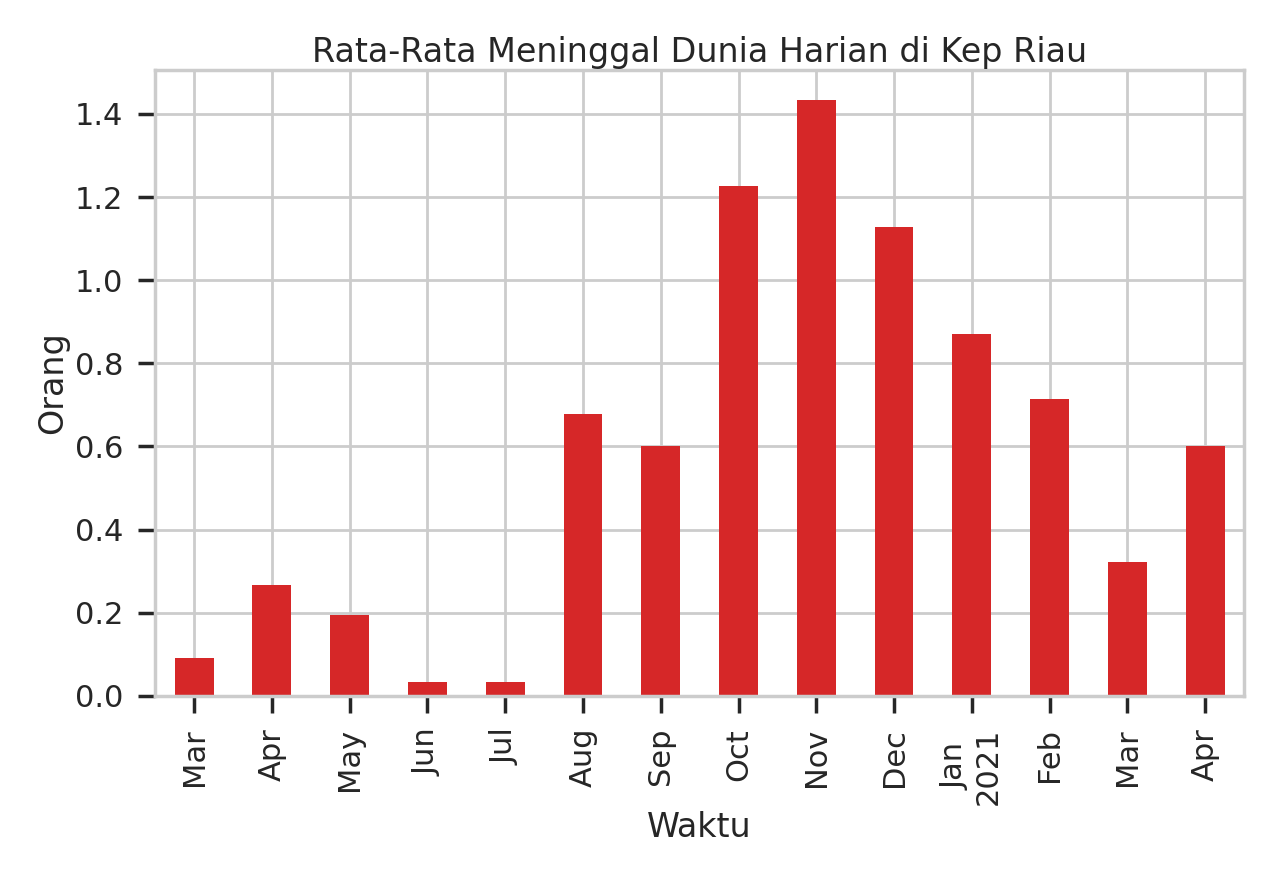 Rata-Rata Meninggal Dunia Harian di Kep Riau
1.4
1.2
1.0
0.8
0.6
0.4
0.2
0.0
Orang
Mar
Apr
May
Jun
Jul
Aug
Sep
Oct
Nov
Dec
Jan
2021
Feb
Mar
Apr
Waktu